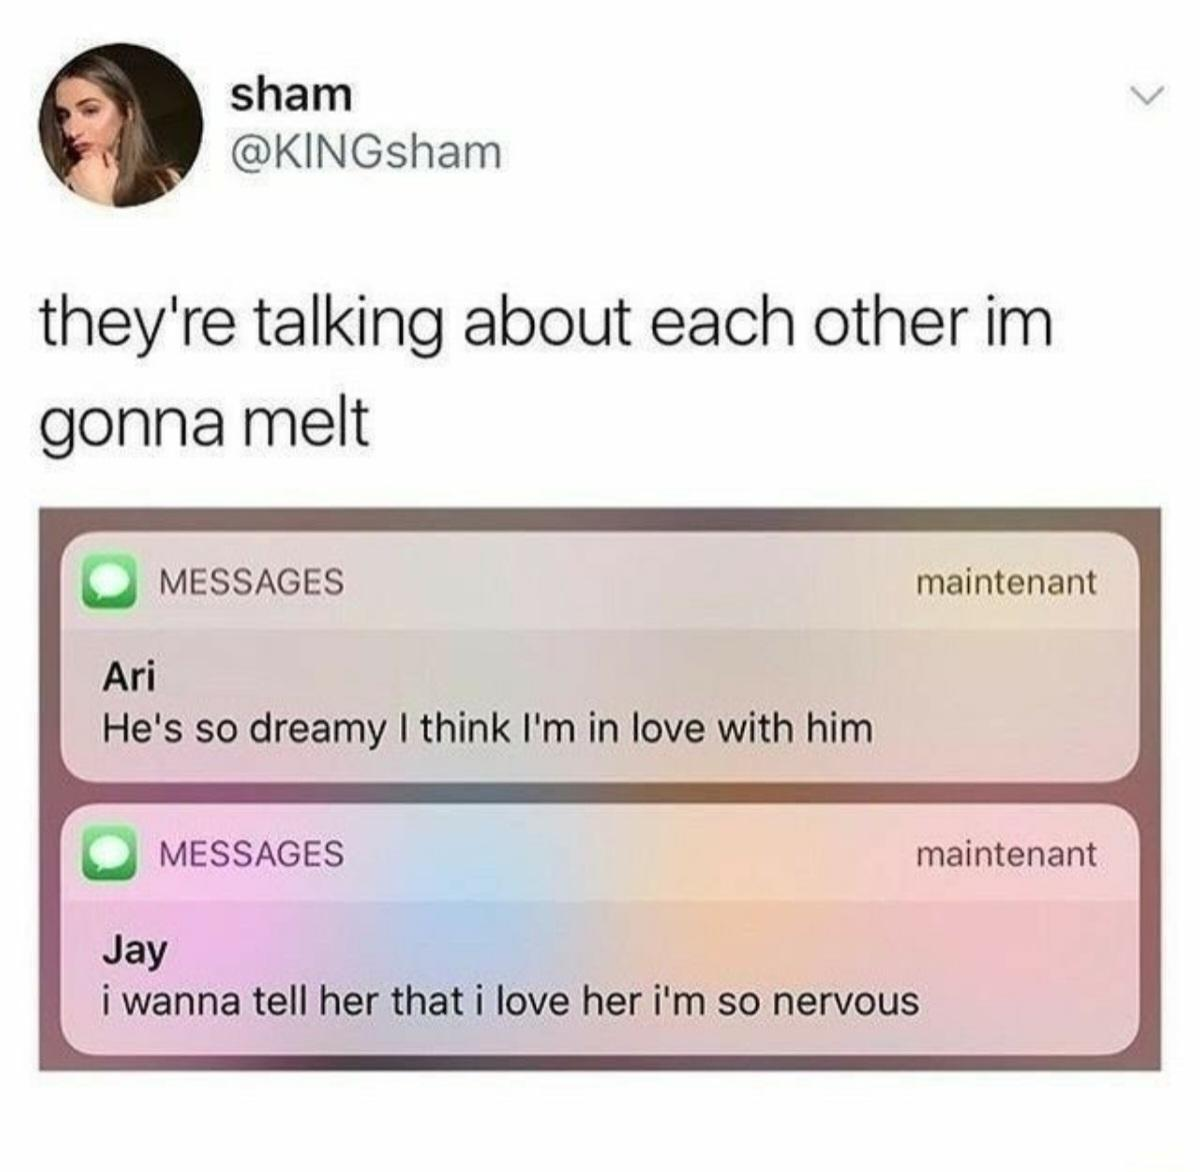 sham
@KINGsham
they're talking about each other im
gonna melt
MESSAGES maintenant
Ari
He's so dreamy I think I'm in love with him
MESSAGES maintenant
Jay
i wanna tell her that i love her i'm so nervous